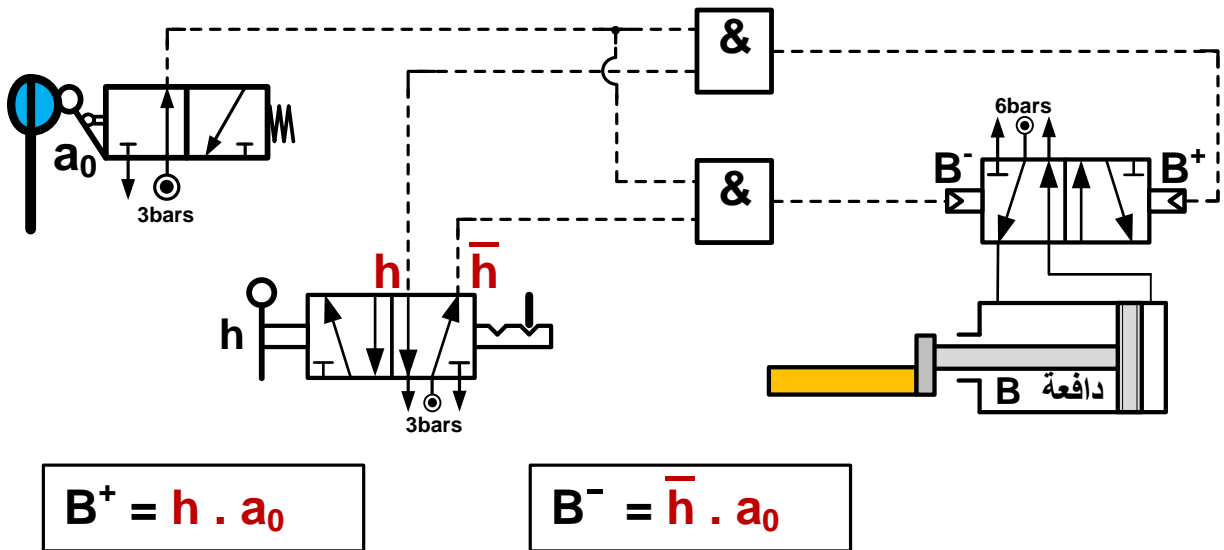 &
6bars
a₀
B⁻
B⁺
3bars
&
h
h̅
h
3bars
دافعة B
B⁺ = h . a₀
B⁻ = h̅ . a₀